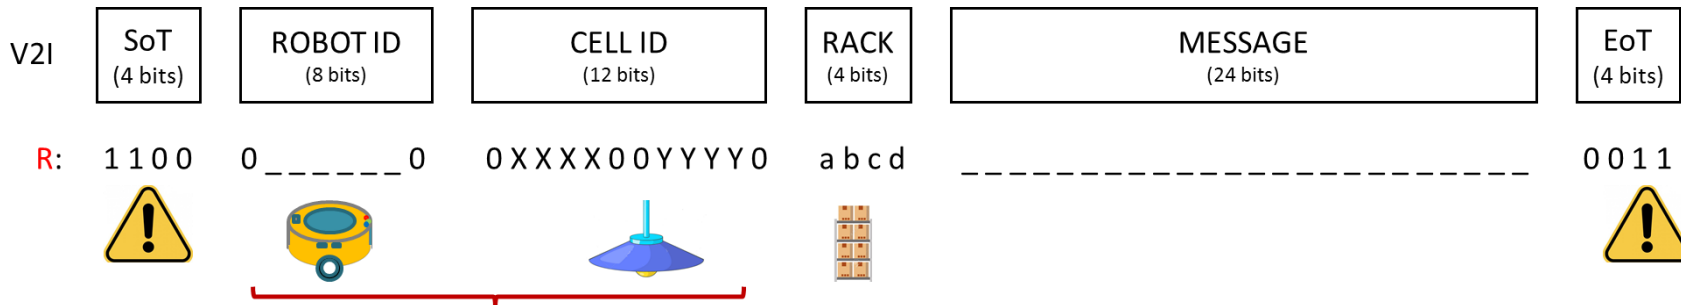 V2I SoT ROBOT ID CELL ID RACK MESSAGE EoT
(4 bits) (8 bits) (12 bits) (4 bits) (24 bits) (4 bits)
R: 1 1 0 0 0 _ _ _ _ _ _ 0 0 X X X X 0 0 Y Y Y Y 0 a b c d _ _ _ _ _ _ _ _ _ _ _ _ _ _ _ _ _ _ _ _ _ _ _ _ 0 0 1 1